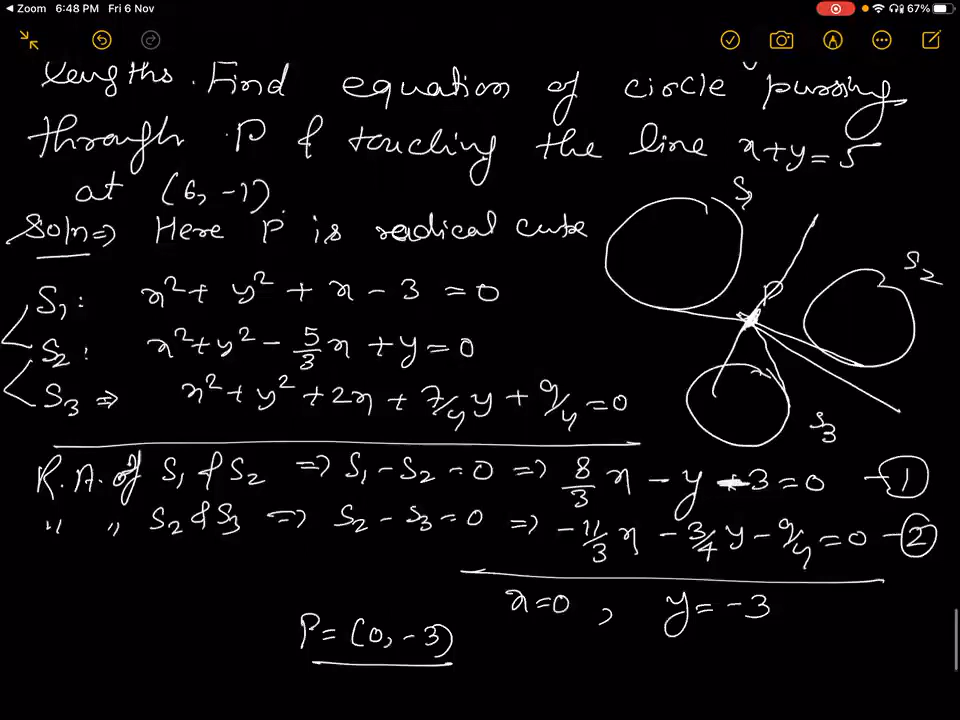 Zoom 6:48 PM Fri 6 Nov 67%
Lengths. Find equation of circle passing
through P & touching the line x+y=5
at (6, -1).
Soln⇒ Here P is radical cute
S₁: x² + y² + x - 3 = 0
S₂: x² + y² - 5/3 x + y = 0
S₃ ⇒ x² + y² + 2x + 7/4 y + 9/4 = 0
S₁
S₂
P
S₃
R.A. of S₁ & S₂ ⇒ S₁ - S₂ = 0 ⇒ 8/3 x - y - 3 = 0 - ①
" " S₂ & S₃ ⇒ S₂ - S₃ = 0 ⇒ -11/3 x - 3/4 y - 9/4 = 0 - ②
x=0 , y = -3
P = (0, -3)